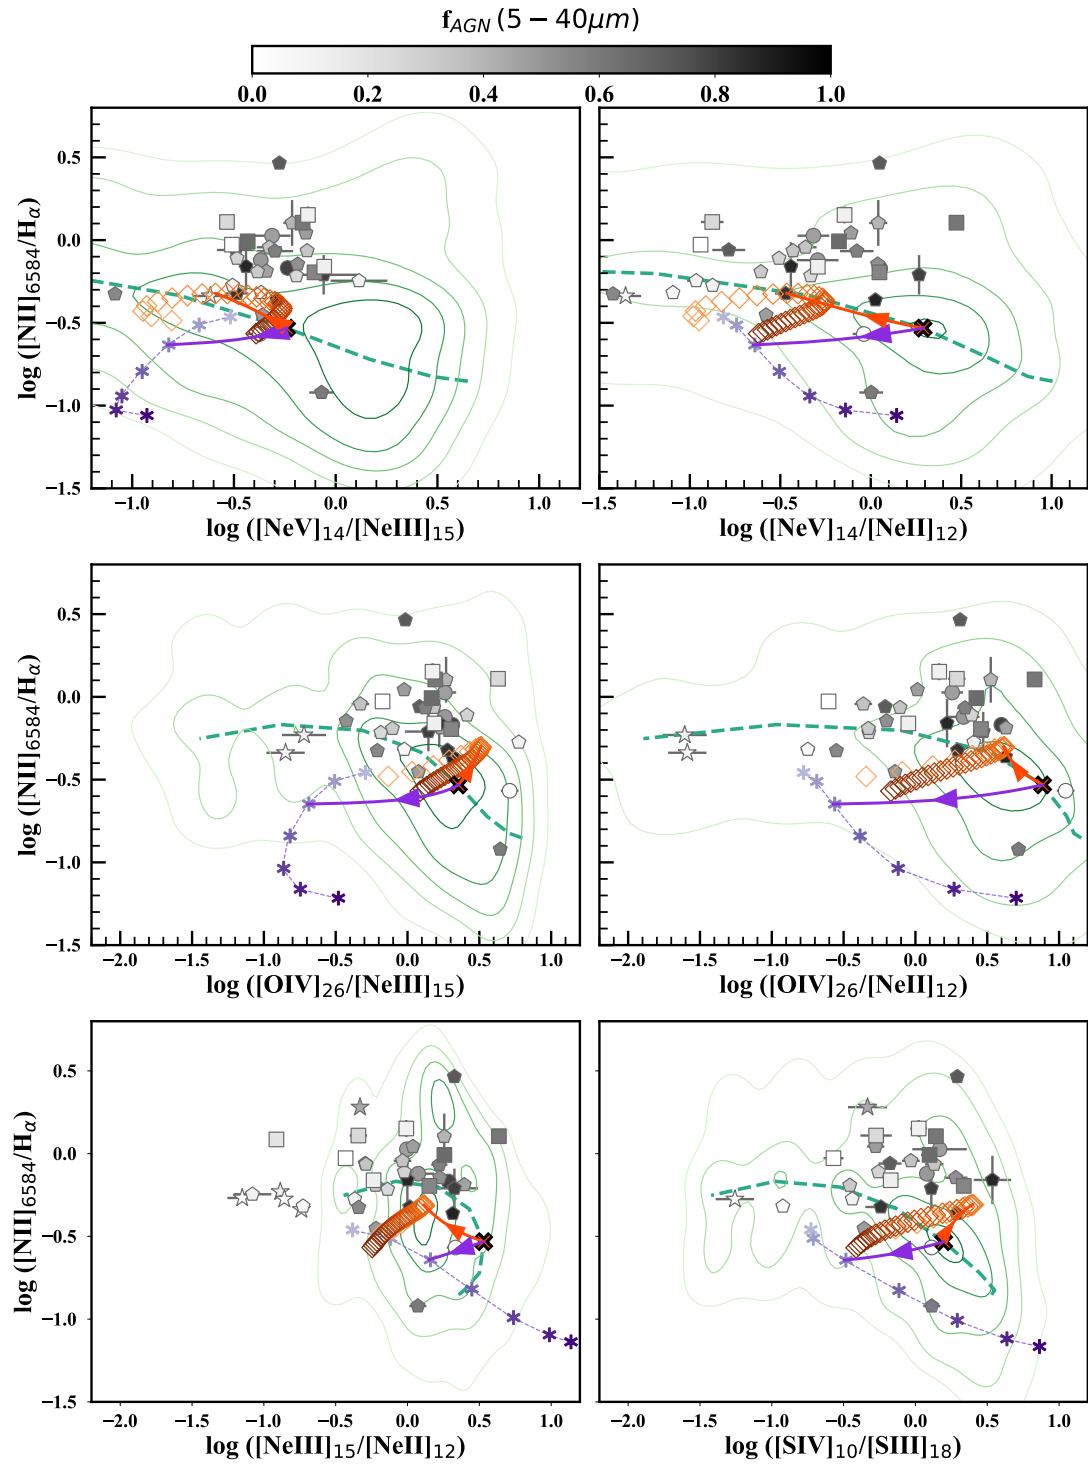 f_AGN (5 − 40μm)
0.0 0.2 0.4 0.6 0.8 1.0
log ([NII]6584/Hα)
0.5
0.0
−0.5
−1.0
−1.5
−1.0 −0.5 0.0 0.5 1.0
log ([NeV]14/[NeIII]15)
−1.5 −1.0 −0.5 0.0 0.5 1.0
log ([NeV]14/[NeII]12)
log ([NII]6584/Hα)
0.5
0.0
−0.5
−1.0
−1.5
−2.0 −1.5 −1.0 −0.5 0.0 0.5 1.0
log ([OIV]26/[NeIII]15)
−2.0 −1.5 −1.0 −0.5 0.0 0.5 1.0
log ([OIV]26/[NeII]12)
log ([NII]6584/Hα)
0.5
0.0
−0.5
−1.0
−1.5
−2.0 −1.5 −1.0 −0.5 0.0 0.5 1.0
log ([NeIII]15/[NeII]12)
−2.0 −1.5 −1.0 −0.5 0.0 0.5 1.0
log ([SIV]10/[SIII]18)